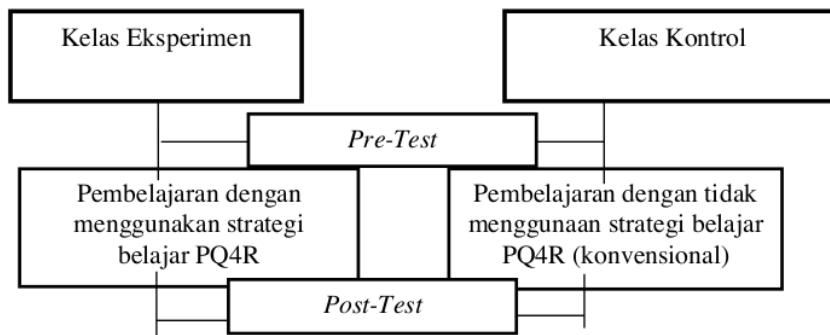 Kelas Eksperimen
Kelas Kontrol
Pre-Test
Pembelajaran dengan
menggunakan strategi
belajar PQ4R
Pembelajaran dengan tidak
menggunaan strategi belajar
PQ4R (konvensional)
Post-Test